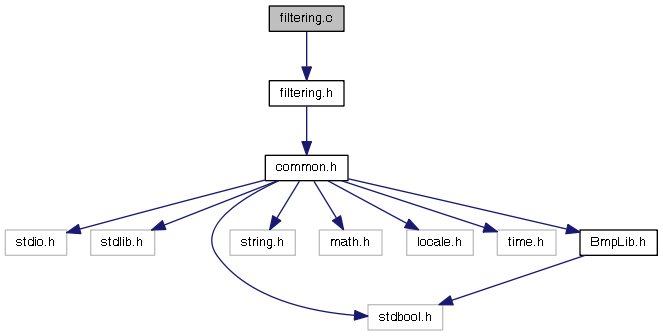 filtering.c
filtering.h
common.h
stdio.h
stdlib.h
string.h
math.h
locale.h
time.h
BmpLib.h
stdbool.h